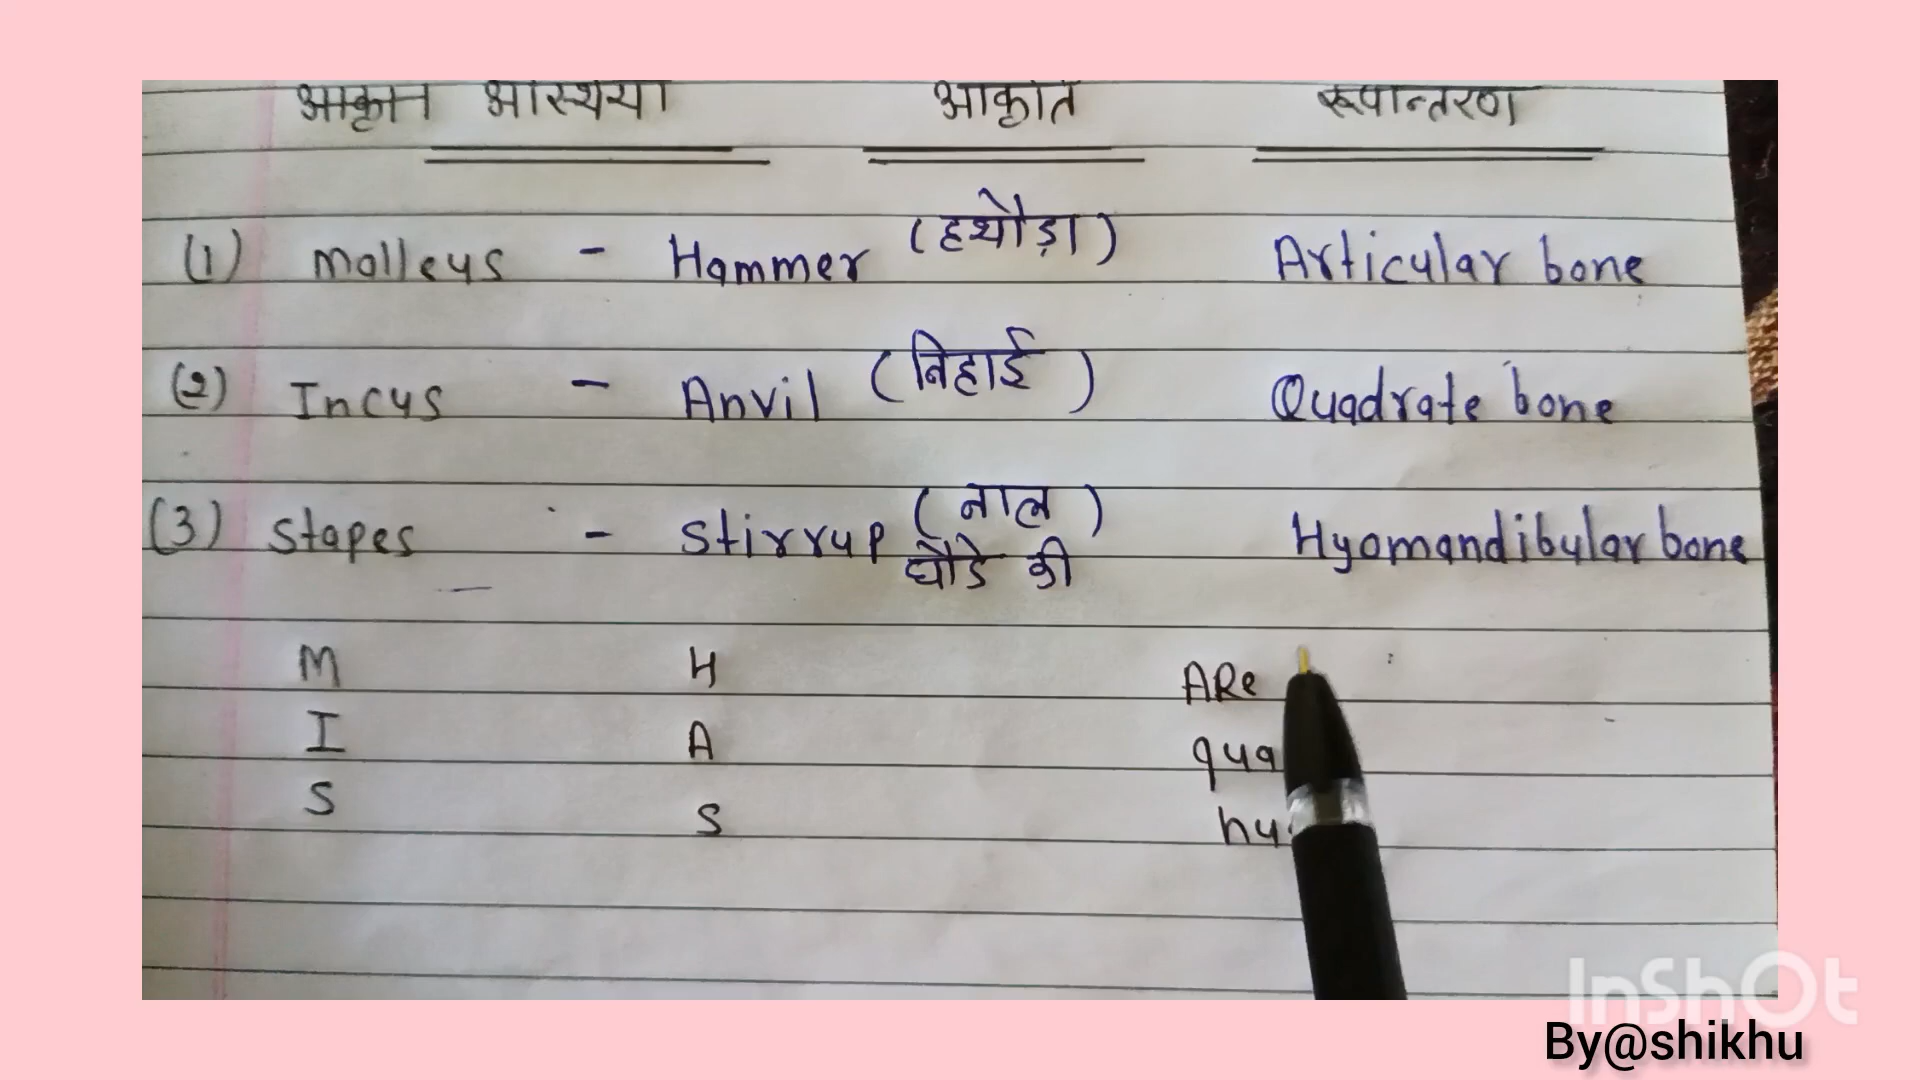 आकृति अस्थियाँ आकृति रूपान्तरण
(1) Malleus - Hammer (हथौड़ा) Articular bone
(2) Incus - Anvil (निहाई) Quadrate bone
(3) Stapes - Stirrup (नाल) Hyomandibular bone
घोडे की
M H ARe
I A qua
S S hy
InShOt
By@shikhu